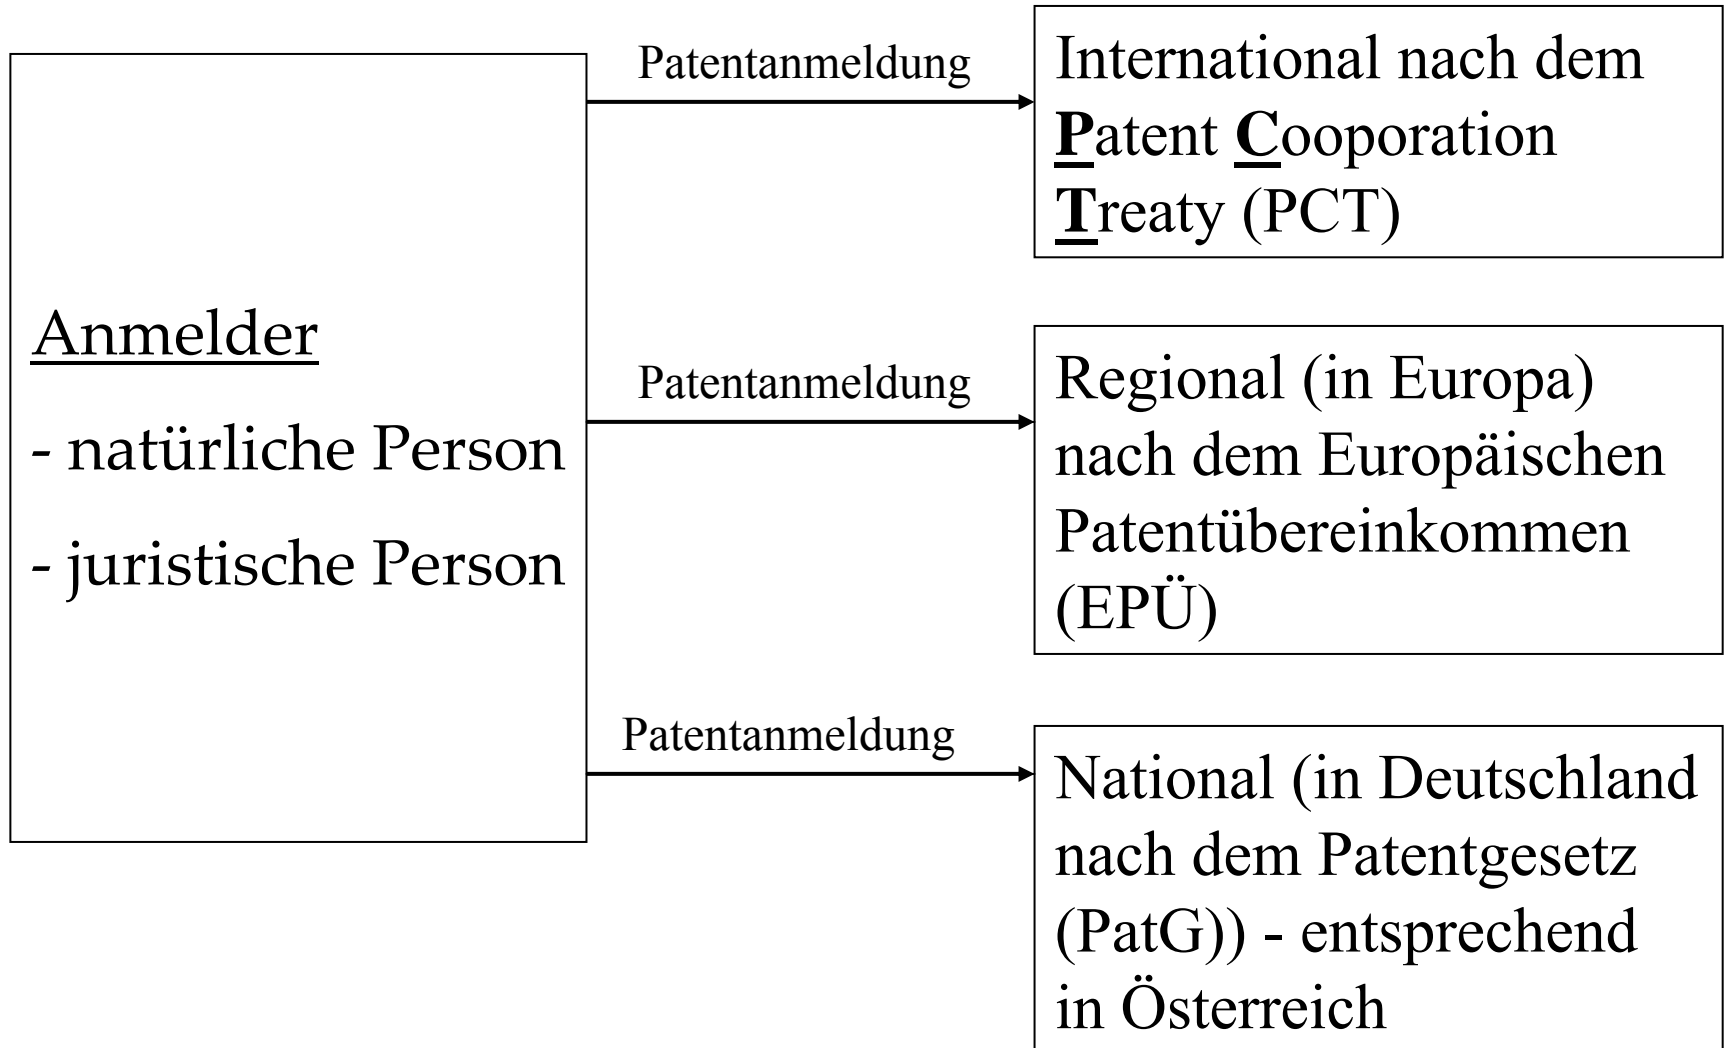 Anmelder
- natürliche Person
- juristische Person
Patentanmeldung
International nach dem
Patent Cooporation
Treaty (PCT)
Patentanmeldung
Regional (in Europa)
nach dem Europäischen
Patentübereinkommen
(EPÜ)
Patentanmeldung
National (in Deutschland
nach dem Patentgesetz
(PatG)) - entsprechend
in Österreich